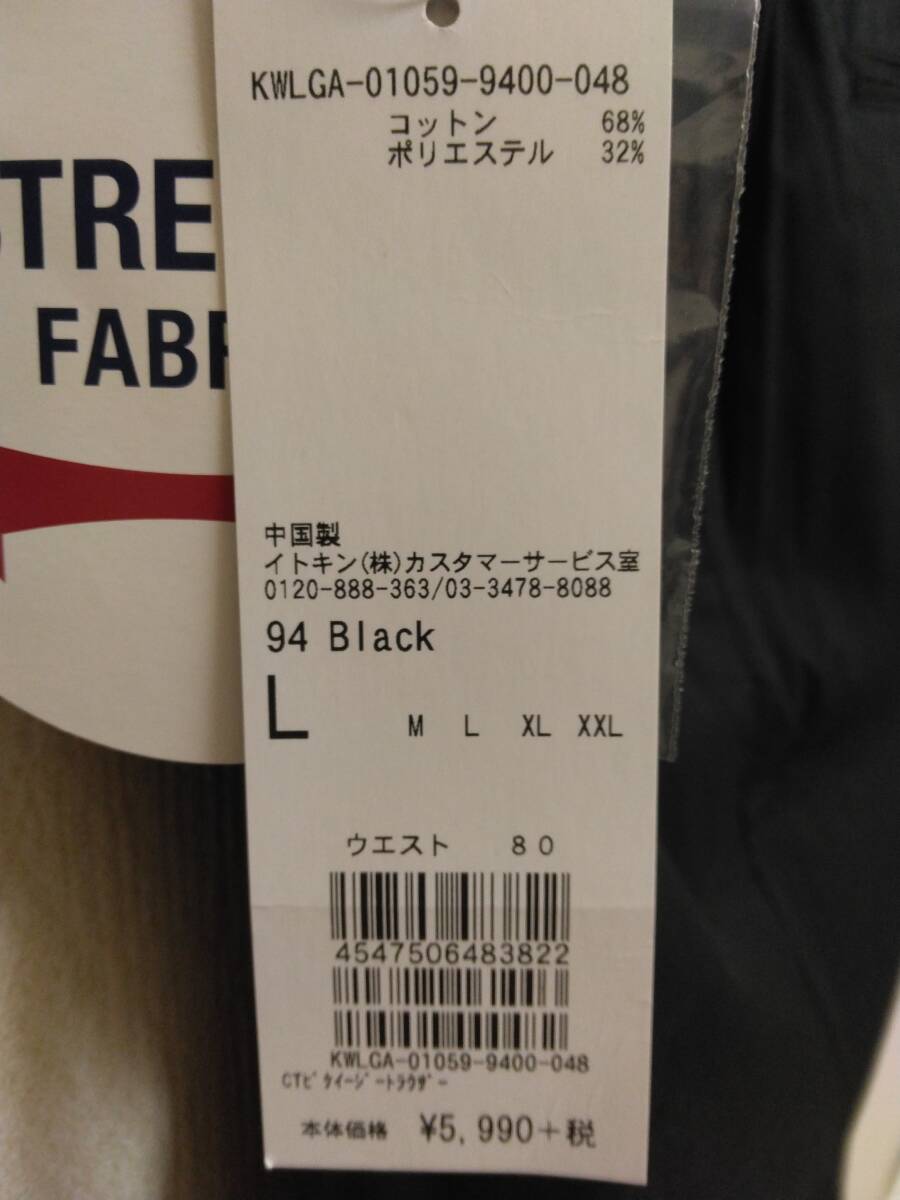 STRE
FABR
KWLGA-01059-9400-048
コットン 68%
ポリエステル 32%
中国製
イトキン(株)カスタマーサービス室
0120-888-363/03-3478-8088
94 Black
L M L XL XXL
ウエスト 80
4547506483822
KWLGA-01059-9400-048
CTﾋﾞﾀｲｰｼﾞｰﾄﾗｳｻﾞｰ
本体価格 ¥5,990+税